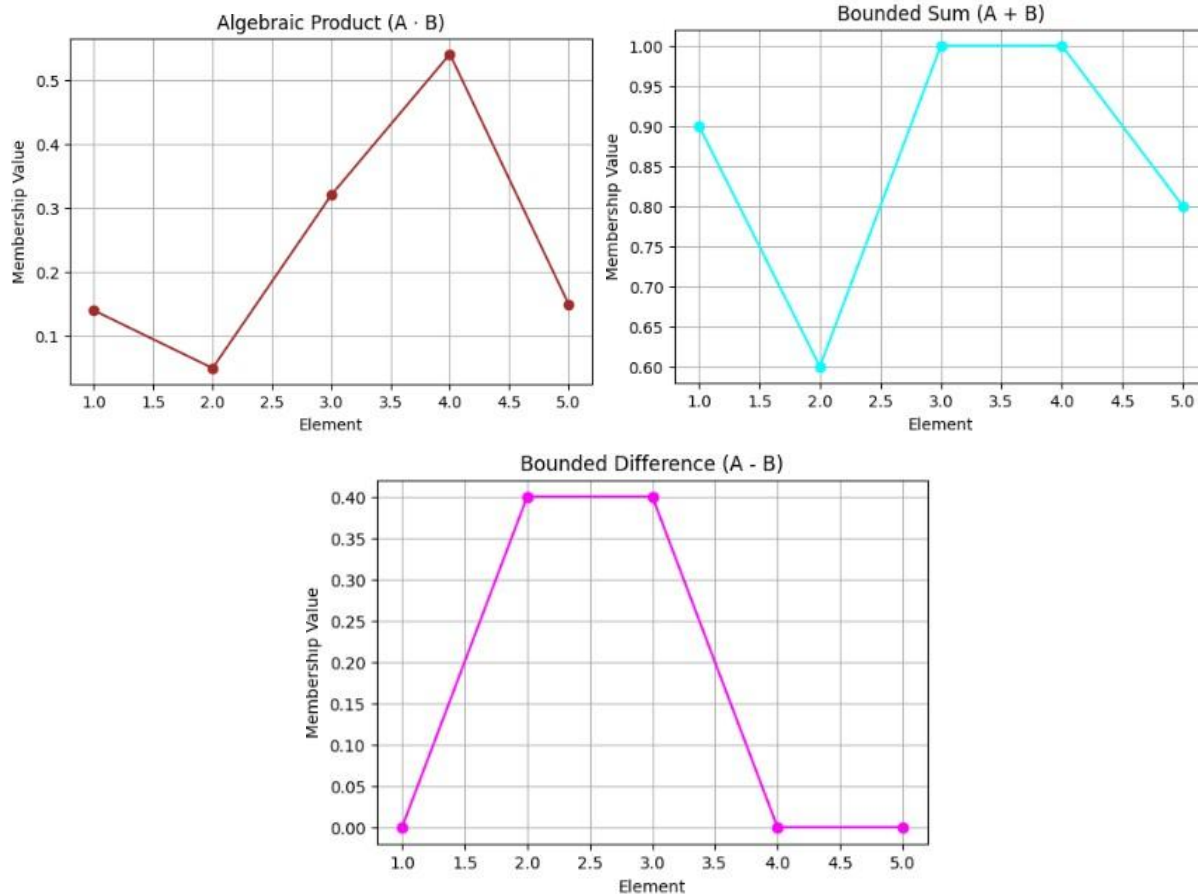 Algebraic Product (A · B)
0.5
0.4
0.3
0.2
0.1
Membership Value
1.0 1.5 2.0 2.5 3.0 3.5 4.0 4.5 5.0
Element
Bounded Sum (A + B)
1.00
0.95
0.90
0.85
0.80
0.75
0.70
0.65
0.60
Membership Value
1.0 1.5 2.0 2.5 3.0 3.5 4.0 4.5 5.0
Element
Bounded Difference (A - B)
0.40
0.35
0.30
0.25
0.20
0.15
0.10
0.05
0.00
Membership Value
1.0 1.5 2.0 2.5 3.0 3.5 4.0 4.5 5.0
Element